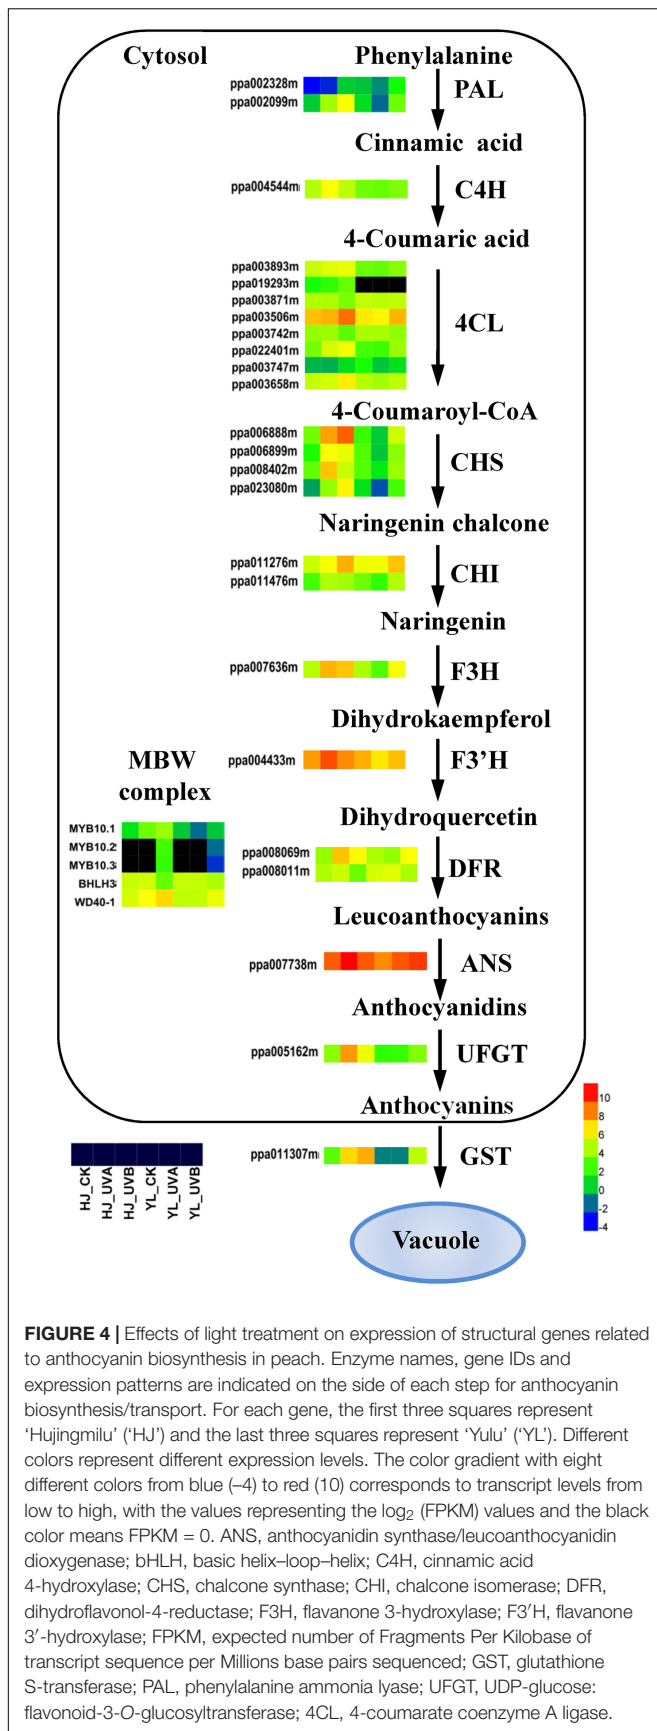 Cytosol
Phenylalanine
ppa002328m
ppa002099m
PAL
Cinnamic acid
ppa004544m
C4H
4-Coumaric acid
ppa003893m
ppa019293m
ppa003871m
ppa003506m
ppa003742m
ppa022401m
ppa003747m
ppa003658m
4CL
4-Coumaroyl-CoA
ppa006888m
ppa006899m
ppa008402m
ppa023080m
CHS
Naringenin chalcone
ppa011276m
ppa011476m
CHI
Naringenin
ppa007636m
F3H
Dihydrokaempferol
MBW
complex
ppa004433m
F3'H
Dihydroquercetin
MYB10.1
MYB10.2
MYB10.3
BHLH3
WD40-1
ppa008069m
ppa008011m
DFR
Leucoanthocyanins
ppa007738m
ANS
Anthocyanidins
ppa005162m
UFGT
Anthocyanins
10
8
6
4
2
0
-2
-4
HJ_CK
HJ_UVA
HJ_UVB
YL_CK
YL_UVA
YL_UVB
ppa011307m
GST
Vacuole
FIGURE 4 | Effects of light treatment on expression of structural genes related
to anthocyanin biosynthesis in peach. Enzyme names, gene IDs and
expression patterns are indicated on the side of each step for anthocyanin
biosynthesis/transport. For each gene, the first three squares represent
‘Hujingmilu’ (‘HJ’) and the last three squares represent ‘Yulu’ (‘YL’). Different
colors represent different expression levels. The color gradient with eight
different colors from blue (–4) to red (10) corresponds to transcript levels from
low to high, with the values representing the log₂ (FPKM) values and the black
color means FPKM = 0. ANS, anthocyanidin synthase/leucoanthocyanidin
dioxygenase; bHLH, basic helix–loop–helix; C4H, cinnamic acid
4-hydroxylase; CHS, chalcone synthase; CHI, chalcone isomerase; DFR,
dihydroflavonol-4-reductase; F3H, flavanone 3-hydroxylase; F3′H, flavanone
3′-hydroxylase; FPKM, expected number of Fragments Per Kilobase of
transcript sequence per Millions base pairs sequenced; GST, glutathione
S-transferase; PAL, phenylalanine ammonia lyase; UFGT, UDP-glucose:
flavonoid-3-O-glucosyltransferase; 4CL, 4-coumarate coenzyme A ligase.